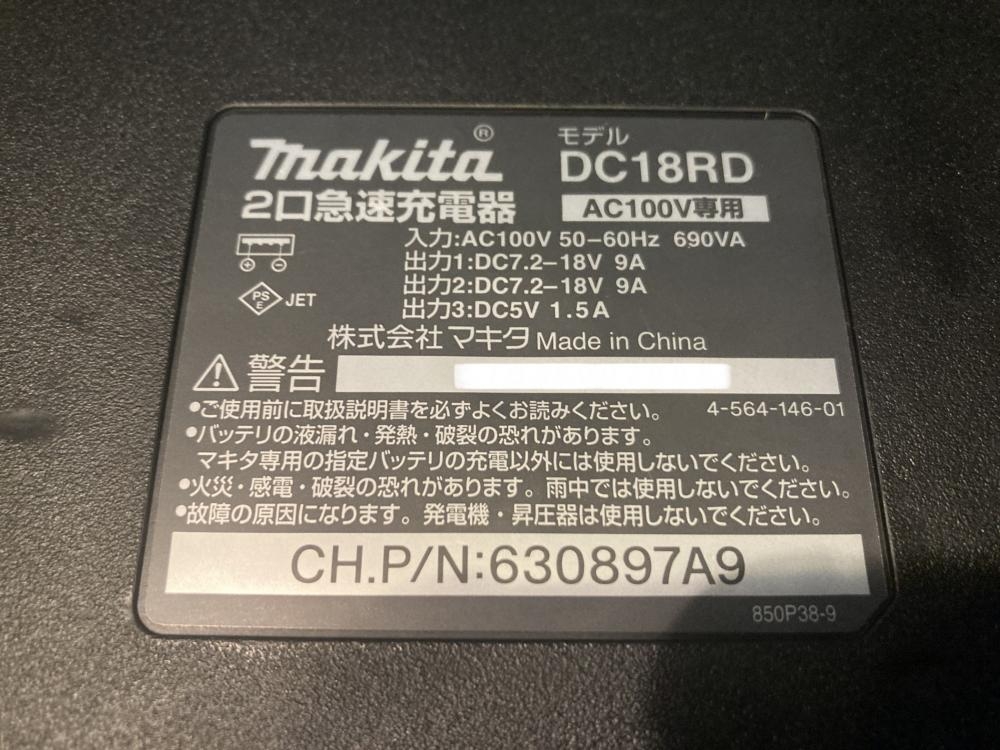 makita®
モデル
DC18RD
2口急速充電器
AC100V専用
入力:AC100V 50-60Hz 690VA
出力1:DC7.2-18V 9A
出力2:DC7.2-18V 9A
出力3:DC5V 1.5A
PS
E
JET
株式会社 マキタ Made in China
警告
•ご使用前に取扱説明書を必ずよくお読みください。 4-564-146-01
•バッテリの液漏れ・発熱・破裂の恐れがあります。
マキタ専用の指定バッテリの充電以外には使用しないでください。
•火災・感電・破裂の恐れがあります。雨中では使用しないでください。
•故障の原因になります。発電機・昇圧器は使用しないでください。
CH.P/N:630897A9
850P38-9